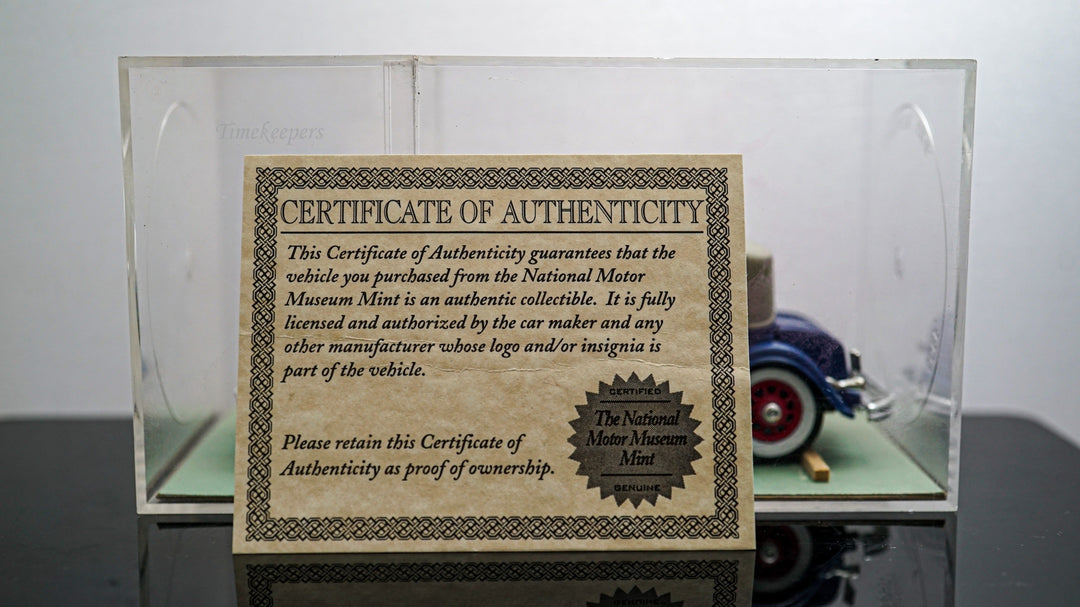 Timekeepers
CERTIFICATE OF AUTHENTICITY
This Certificate of Authenticity guarantees that the
vehicle you purchased from the National Motor
Museum Mint is an authentic collectible. It is fully
licensed and authorized by the car maker and any
other manufacturer whose logo and/or insignia is
part of the vehicle.
Please retain this Certificate of
Authenticity as proof of ownership.
CERTIFIED
The National
Motor Museum
Mint
GENUINE